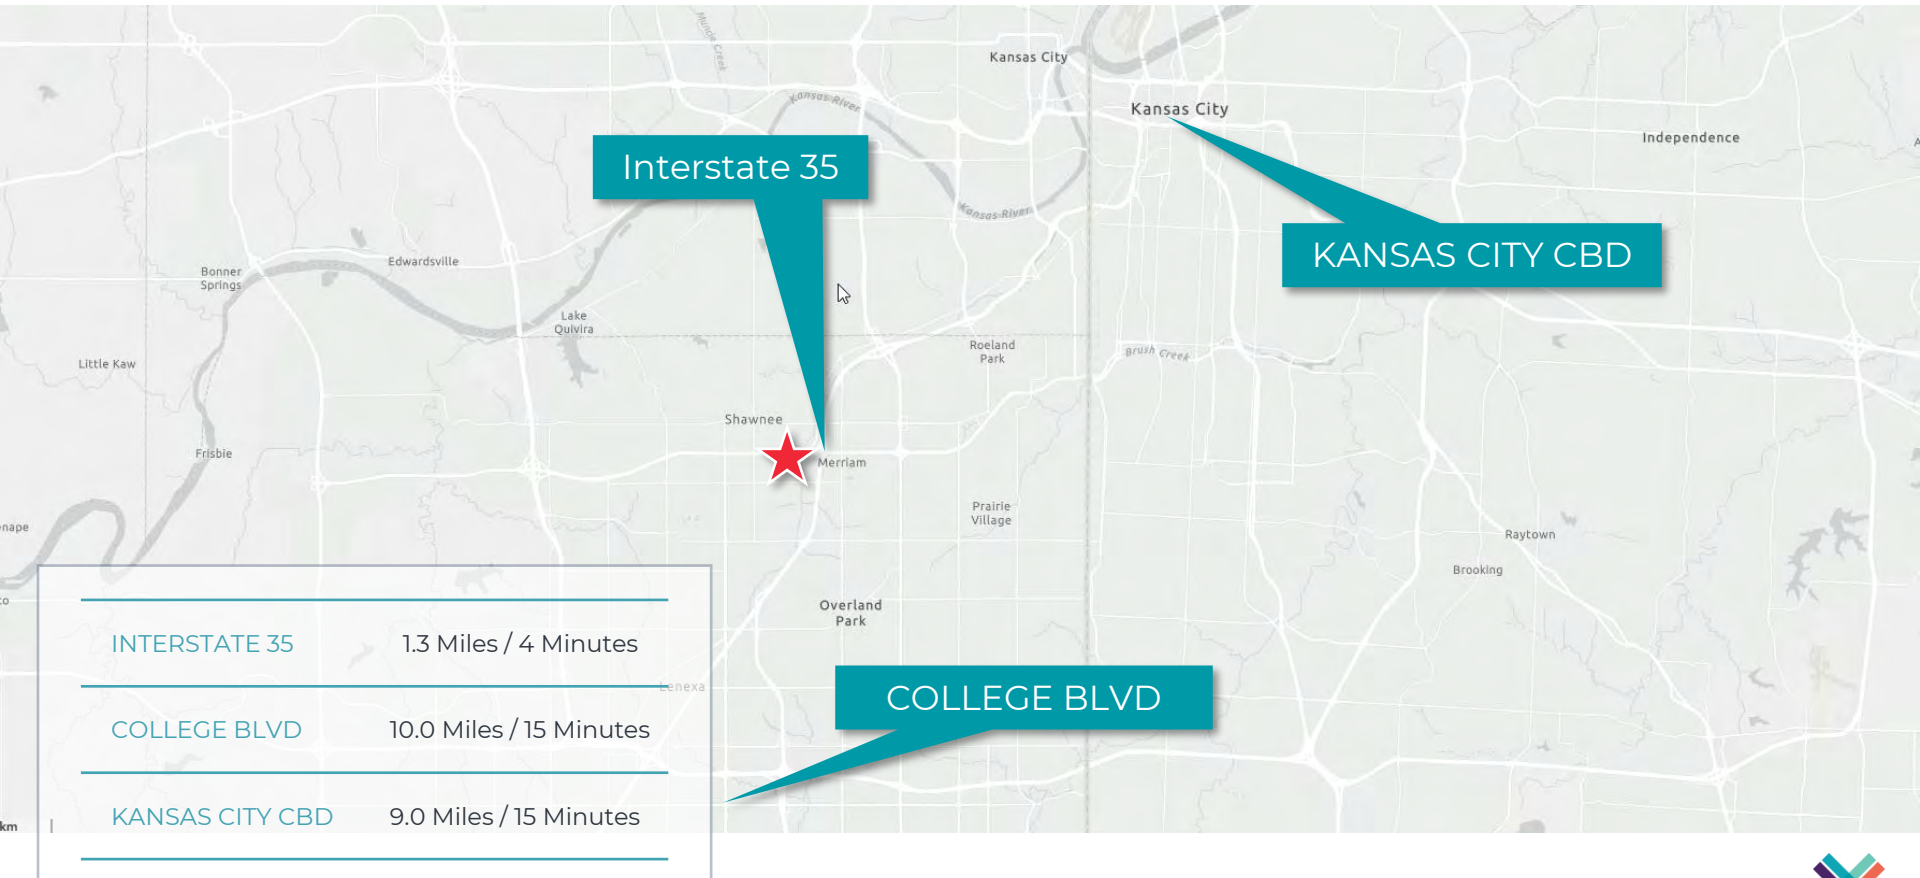 Muncie Creek
Kansas City
Kansas River
Kansas City
Independence
Interstate 35
Kansas River
KANSAS CITY CBD
Edwardsville
Bonner
Springs
Lake
Quivira
Roeland
Park
Brush Creek
Little Kaw
Shawnee
Frisbie
Merriam
Prairie
Village
Raytown
Brooking
Overland
Park
INTERSTATE 35 1.3 Miles / 4 Minutes
Lenexa
COLLEGE BLVD
COLLEGE BLVD 10.0 Miles / 15 Minutes
KANSAS CITY CBD 9.0 Miles / 15 Minutes
km